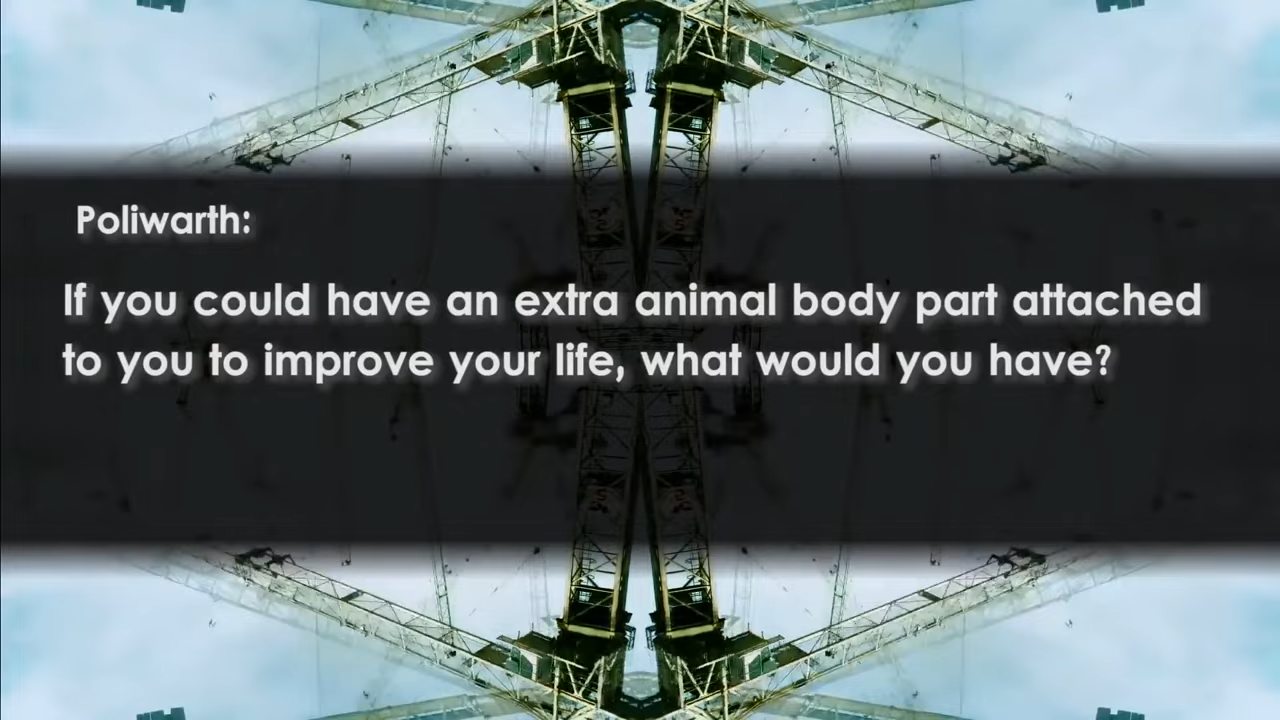 Poliwarth:
If you could have an extra animal body part attached
to you to improve your life, what would you have?